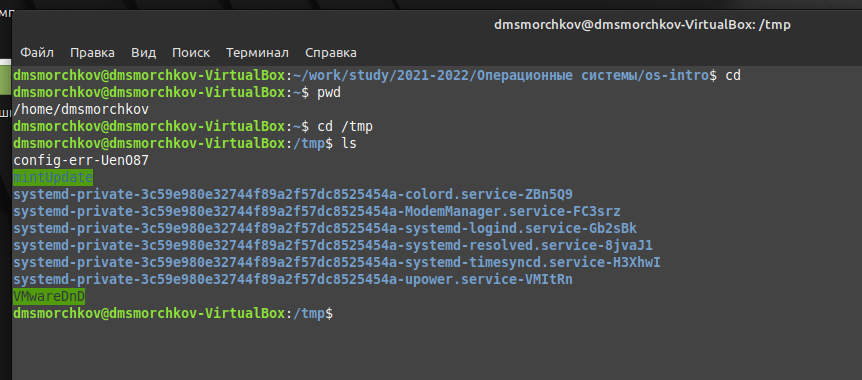 dmsmorchkov@dmsmorchkov-VirtualBox: /tmp
Файл Правка Вид Поиск Терминал Справка
dmsmorchkov@dmsmorchkov-VirtualBox:~/work/study/2021-2022/Операционные системы/os-intro$ cd
dmsmorchkov@dmsmorchkov-VirtualBox:~$ pwd
/home/dmsmorchkov
dmsmorchkov@dmsmorchkov-VirtualBox:~$ cd /tmp
dmsmorchkov@dmsmorchkov-VirtualBox:/tmp$ ls
config-err-UenO87
mintUpdate
systemd-private-3c59e980e32744f89a2f57dc8525454a-colord.service-ZBn5Q9
systemd-private-3c59e980e32744f89a2f57dc8525454a-ModemManager.service-FC3srz
systemd-private-3c59e980e32744f89a2f57dc8525454a-systemd-logind.service-Gb2sBk
systemd-private-3c59e980e32744f89a2f57dc8525454a-systemd-resolved.service-8jvaJ1
systemd-private-3c59e980e32744f89a2f57dc8525454a-systemd-timesyncd.service-H3XhwI
systemd-private-3c59e980e32744f89a2f57dc8525454a-upower.service-VMItRn
VMwareDnD
dmsmorchkov@dmsmorchkov-VirtualBox:/tmp$